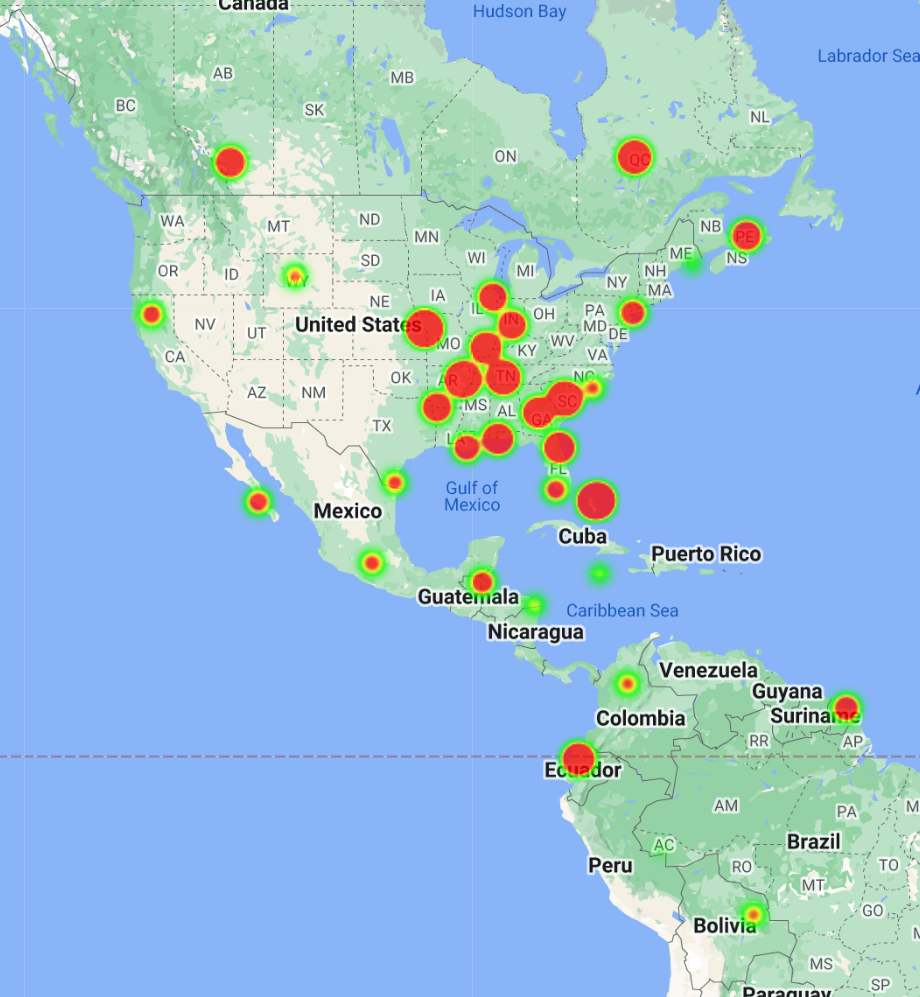 Canada
Hudson Bay
Labrador Sea
AB
MB
BC
SK
NL
ON
QC
WA
MT
ND
NB
PE
MN
ME
NS
OR
ID
WY
SD
WI
MI
NH
NY
MA
NE
IA
IL
IN
OH
PA
NV
United States
MD
DE
UT
MO
KY
WV
VA
CA
OK
AR
TN
NC
AZ
NM
MS
AL
SC
GA
TX
LA
FL
Gulf of
Mexico
Mexico
Cuba
Puerto Rico
Guatemala
Caribbean Sea
Nicaragua
Venezuela
Guyana
Colombia
Suriname
RR
AP
Ecuador
AM
PA
M
AC
Brazil
Peru
RO
TO
MT
GO
Bolivia
MS
SP
Paraguay